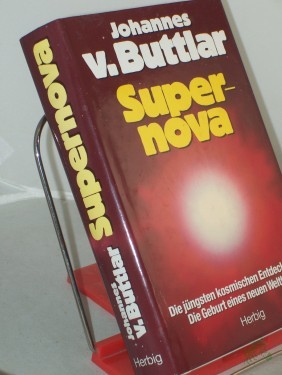 Johannes
v. Buttlar
Super-
nova
Die jüngsten kosmischen
Die Geburt eines neuen
Herbig
Johannes
v. Buttlar
Supernova
Herbig